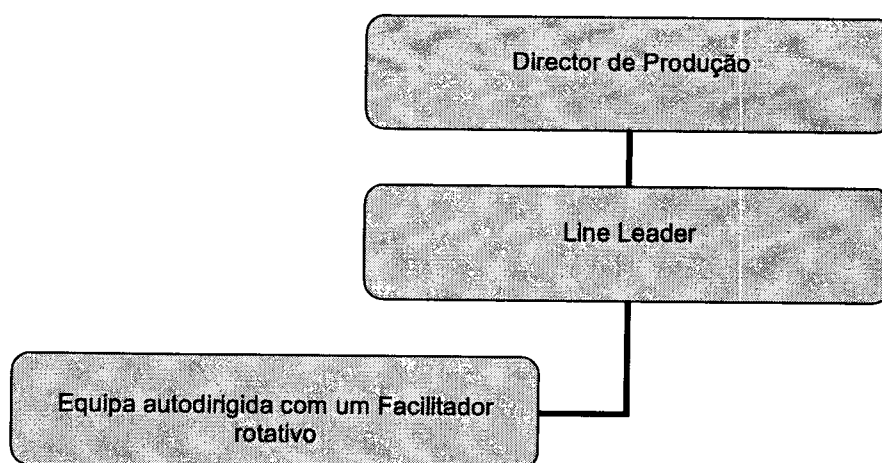 Director de Produção
Line Leader
Equipa autodirigida com um Facilitador
rotativo